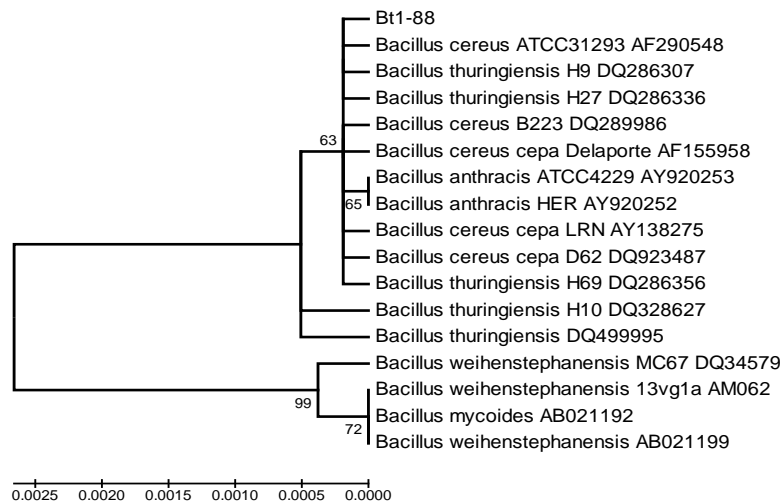 Bt1-88
Bacillus cereus ATCC31293 AF290548
Bacillus thuringiensis H9 DQ286307
Bacillus thuringiensis H27 DQ286336
Bacillus cereus B223 DQ289986
63
Bacillus cereus cepa Delaporte AF155958
Bacillus anthracis ATCC4229 AY920253
65
Bacillus anthracis HER AY920252
Bacillus cereus cepa LRN AY138275
Bacillus cereus cepa D62 DQ923487
Bacillus thuringiensis H69 DQ286356
Bacillus thuringiensis H10 DQ328627
Bacillus thuringiensis DQ499995
Bacillus weihenstephanensis MC67 DQ34579
Bacillus weihenstephanensis 13vg1a AM062
99
Bacillus mycoides AB021192
72
Bacillus weihenstephanensis AB021199
0.0025 0.0020 0.0015 0.0010 0.0005 0.0000